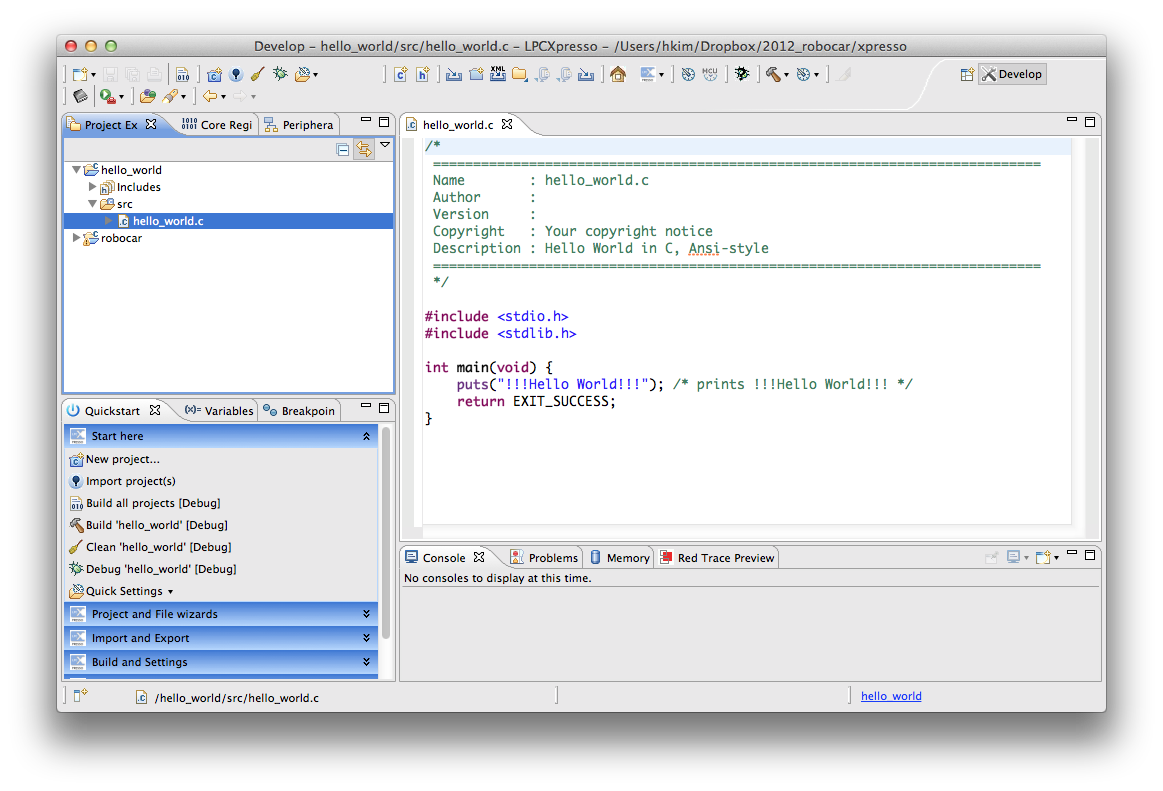 Develop – hello_world/src/hello_world.c – LPCXpresso – /Users/hkim/Dropbox/2012_robocar/xpresso
Develop
Project Ex
Core Regi
Periphera
hello_world
Includes
src
hello_world.c
robocar
hello_world.c
/*
============================================================================
Name        : hello_world.c
Author      :
Version     :
Copyright   : Your copyright notice
Description : Hello World in C, Ansi-style
============================================================================
*/
#include <stdio.h>
#include <stdlib.h>
int main(void) {
puts("!!!Hello World!!!"); /* prints !!!Hello World!!! */
return EXIT_SUCCESS;
}
Quickstart
(x)= Variables
Breakpoin
Start here
New project...
Import project(s)
Build all projects [Debug]
Build 'hello_world' [Debug]
Clean 'hello_world' [Debug]
Debug 'hello_world' [Debug]
Quick Settings
Project and File wizards
Import and Export
Build and Settings
Console
Problems
Memory
Red Trace Preview
No consoles to display at this time.
/hello_world/src/hello_world.c
hello_world